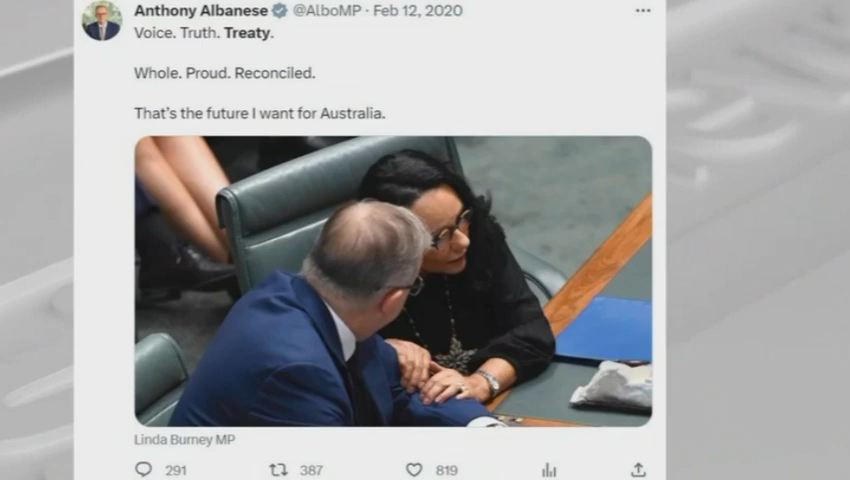 Anthony Albanese @AlboMP · Feb 12, 2020
Voice. Truth. Treaty.
Whole. Proud. Reconciled.
That's the future I want for Australia.
Linda Burney MP
291 387 819